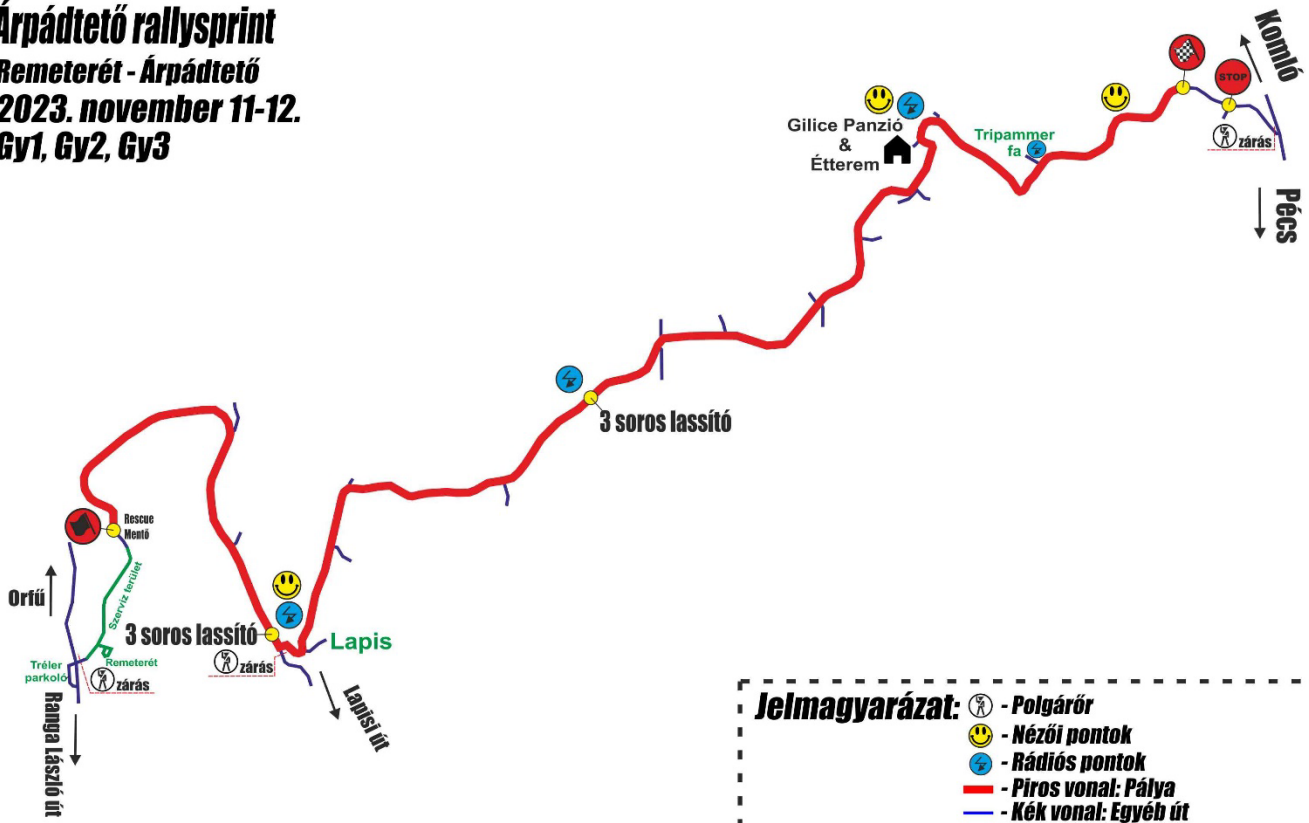 Árpádtető rallysprint
Remeterét - Árpádtető
2023. november 11-12.
Gy1, Gy2, Gy3
Komló
STOP
zárás
Pécs
Gilice Panzió
&
Étterem
Tripammer
fa
3 soros lassító
Rescue
Mentő
Orfű
Szerviz terület
Remeterét
Tréler
parkoló
zárás
Ranga László út
3 soros lassító
zárás
Lapis
Lapisi út
Jelmagyarázat:
- Polgárőr
- Nézői pontok
- Rádiós pontok
- Piros vonal: Pálya
- Kék vonal: Egyéb út